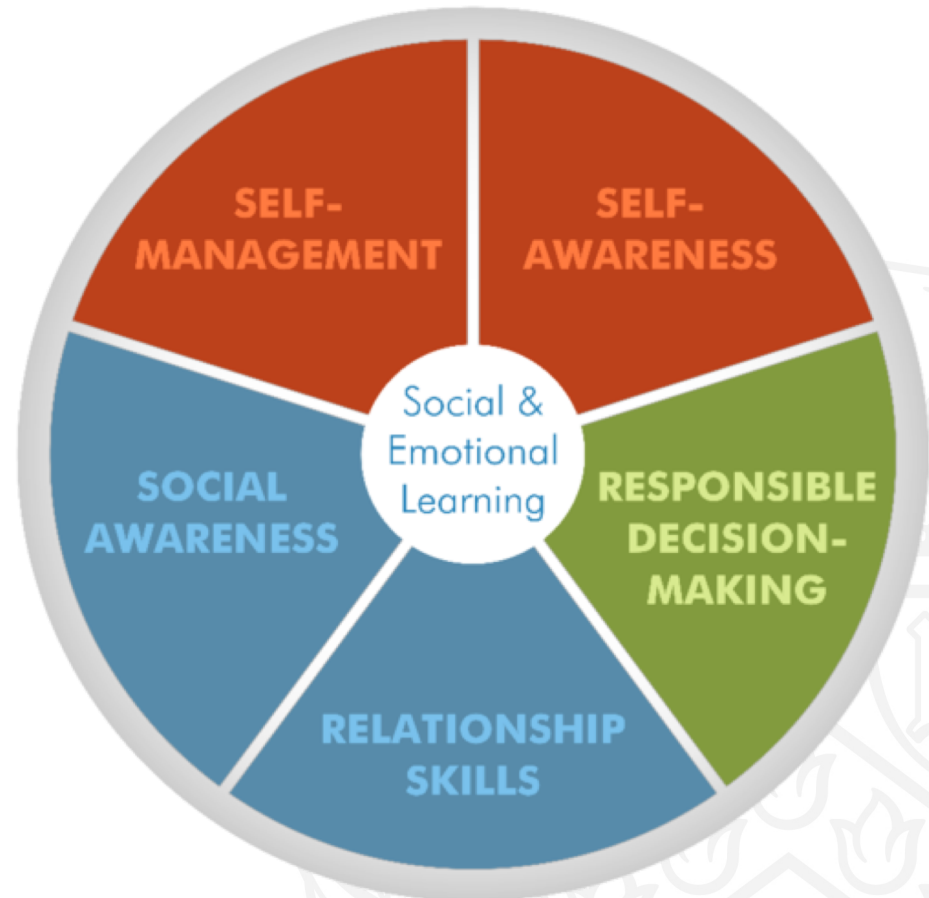 SELF-
MANAGEMENT
SELF-
AWARENESS
Social &
Emotional
Learning
SOCIAL
AWARENESS
RESPONSIBLE
DECISION-
MAKING
RELATIONSHIP
SKILLS